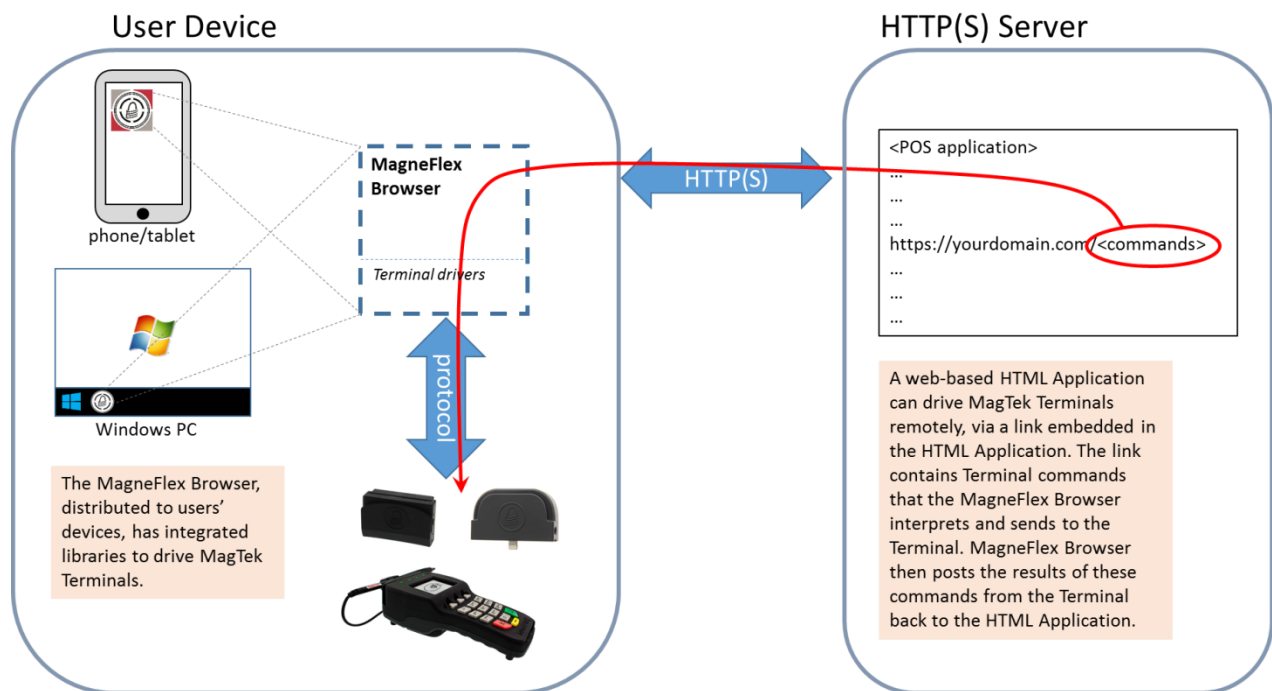 User Device
HTTP(S) Server
phone/tablet
Windows PC
The MagneFlex Browser,
distributed to users’
devices, has integrated
libraries to drive MagTek
Terminals.
MagneFlex
Browser
Terminal drivers
protocol
HTTP(S)
<POS application>
...
...
...
https://yourdomain.com/<commands>
...
...
...
A web-based HTML Application
can drive MagTek Terminals
remotely, via a link embedded in
the HTML Application. The link
contains Terminal commands
that the MagneFlex Browser
interprets and sends to the
Terminal. MagneFlex Browser
then posts the results of these
commands from the Terminal
back to the HTML Application.